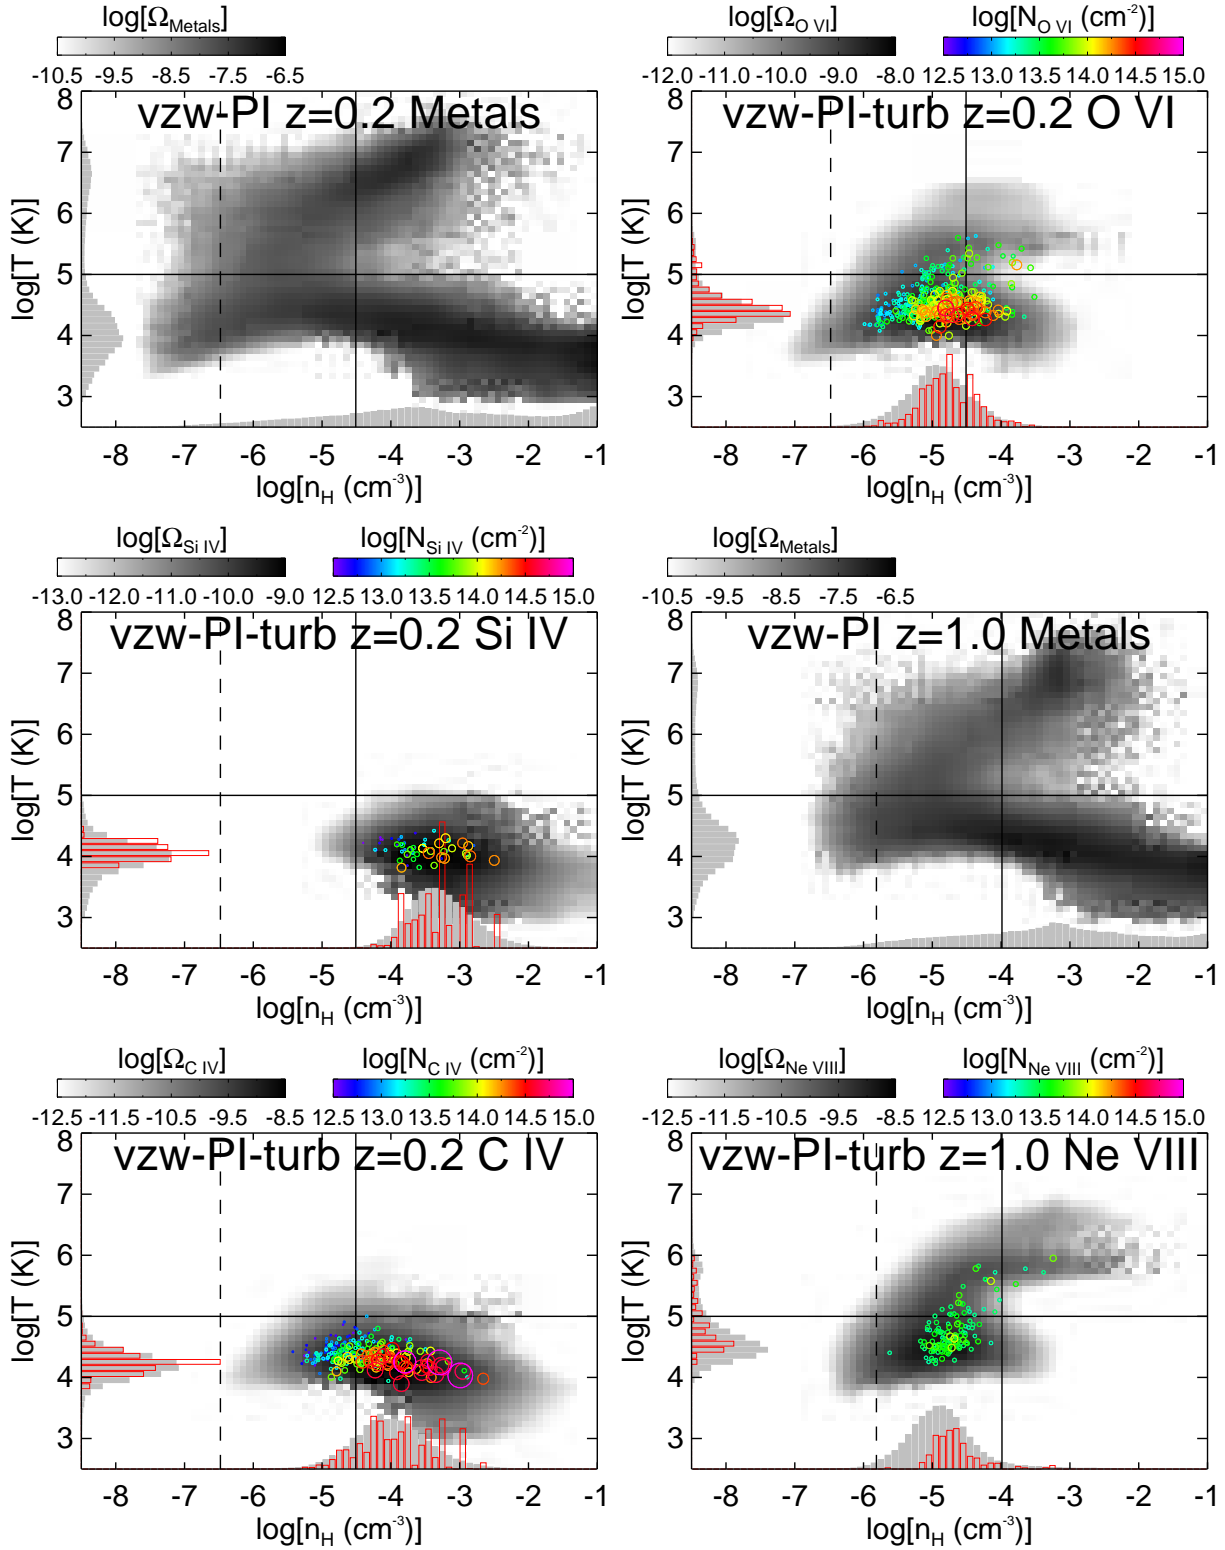 log[Ω_Metals]
-10.5 -9.5 -8.5 -7.5 -6.5
vzw-PI z=0.2 Metals
8
7
6
5
4
3
log[T (K)]
-8 -7 -6 -5 -4 -3 -2 -1
log[n_H (cm^-3)]
log[Ω_O VI] log[N_O VI (cm^-2)]
-12.0 -11.0 -10.0 -9.0 -8.0 12.5 13.0 13.5 14.0 14.5 15.0
vzw-PI-turb z=0.2 O VI
8
7
6
5
4
3
log[T (K)]
-8 -7 -6 -5 -4 -3 -2 -1
log[n_H (cm^-3)]
log[Ω_Si IV] log[N_Si IV (cm^-2)]
-13.0 -12.0 -11.0 -10.0 -9.0 12.5 13.0 13.5 14.0 14.5 15.0
vzw-PI-turb z=0.2 Si IV
8
7
6
5
4
3
log[T (K)]
-8 -7 -6 -5 -4 -3 -2 -1
log[n_H (cm^-3)]
log[Ω_Metals]
-10.5 -9.5 -8.5 -7.5 -6.5
vzw-PI z=1.0 Metals
8
7
6
5
4
3
log[T (K)]
-8 -7 -6 -5 -4 -3 -2 -1
log[n_H (cm^-3)]
log[Ω_C IV] log[N_C IV (cm^-2)]
-12.5 -11.5 -10.5 -9.5 -8.5 12.5 13.0 13.5 14.0 14.5 15.0
vzw-PI-turb z=0.2 C IV
8
7
6
5
4
3
log[T (K)]
-8 -7 -6 -5 -4 -3 -2 -1
log[n_H (cm^-3)]
log[Ω_Ne VIII] log[N_Ne VIII (cm^-2)]
-12.5 -11.5 -10.5 -9.5 -8.5 12.5 13.0 13.5 14.0 14.5 15.0
vzw-PI-turb z=1.0 Ne VIII
8
7
6
5
4
3
log[T (K)]
-8 -7 -6 -5 -4 -3 -2 -1
log[n_H (cm^-3)]